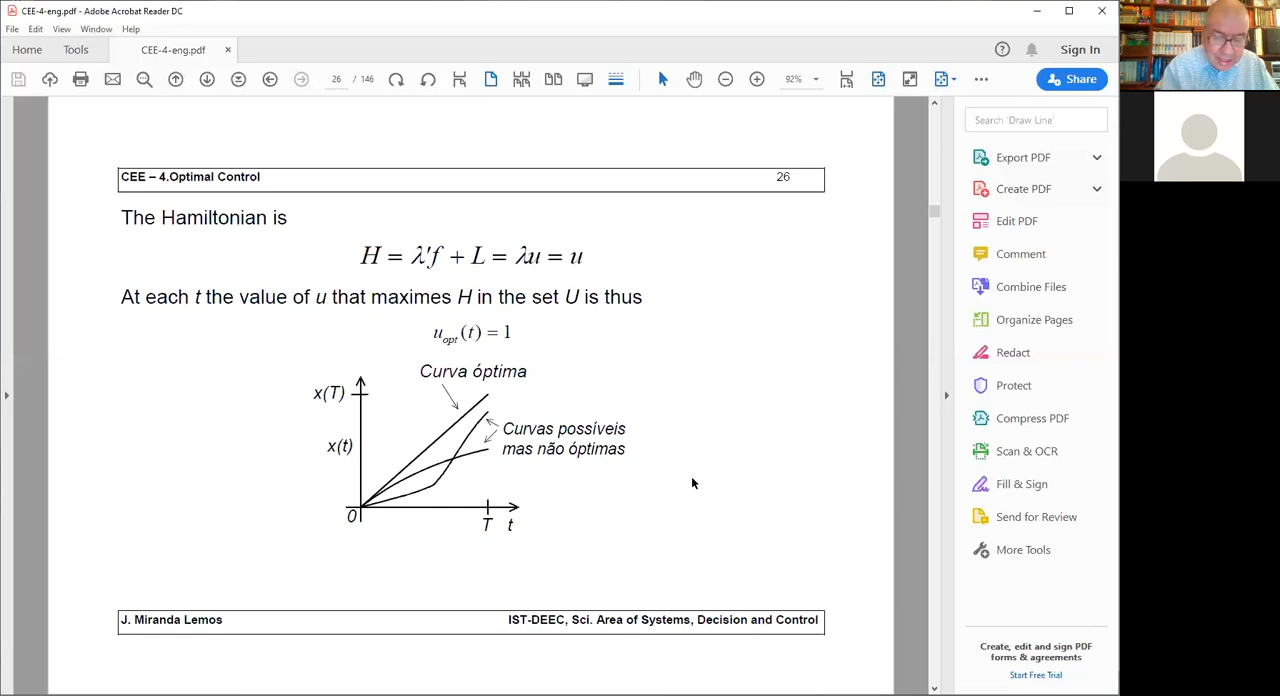 CEE-4-eng.pdf - Adobe Acrobat Reader DC
File Edit View Window Help
Home Tools CEE-4-eng.pdf × Sign In
26 / 146 92% Share
CEE – 4.Optimal Control 26
The Hamiltonian is
H = λ'f + L = λu = u
At each t the value of u that maximes H in the set U is thus
u_opt(t) = 1
Curva óptima
x(T)
x(t)
Curvas possíveis
mas não óptimas
0
T t
J. Miranda Lemos IST-DEEC, Sci. Area of Systems, Decision and Control
Search 'Draw Line'
Export PDF
Create PDF
Edit PDF
Comment
Combine Files
Organize Pages
Redact
Protect
Compress PDF
Scan & OCR
Fill & Sign
Send for Review
More Tools
Create, edit and sign PDF
forms & agreements
Start Free Trial